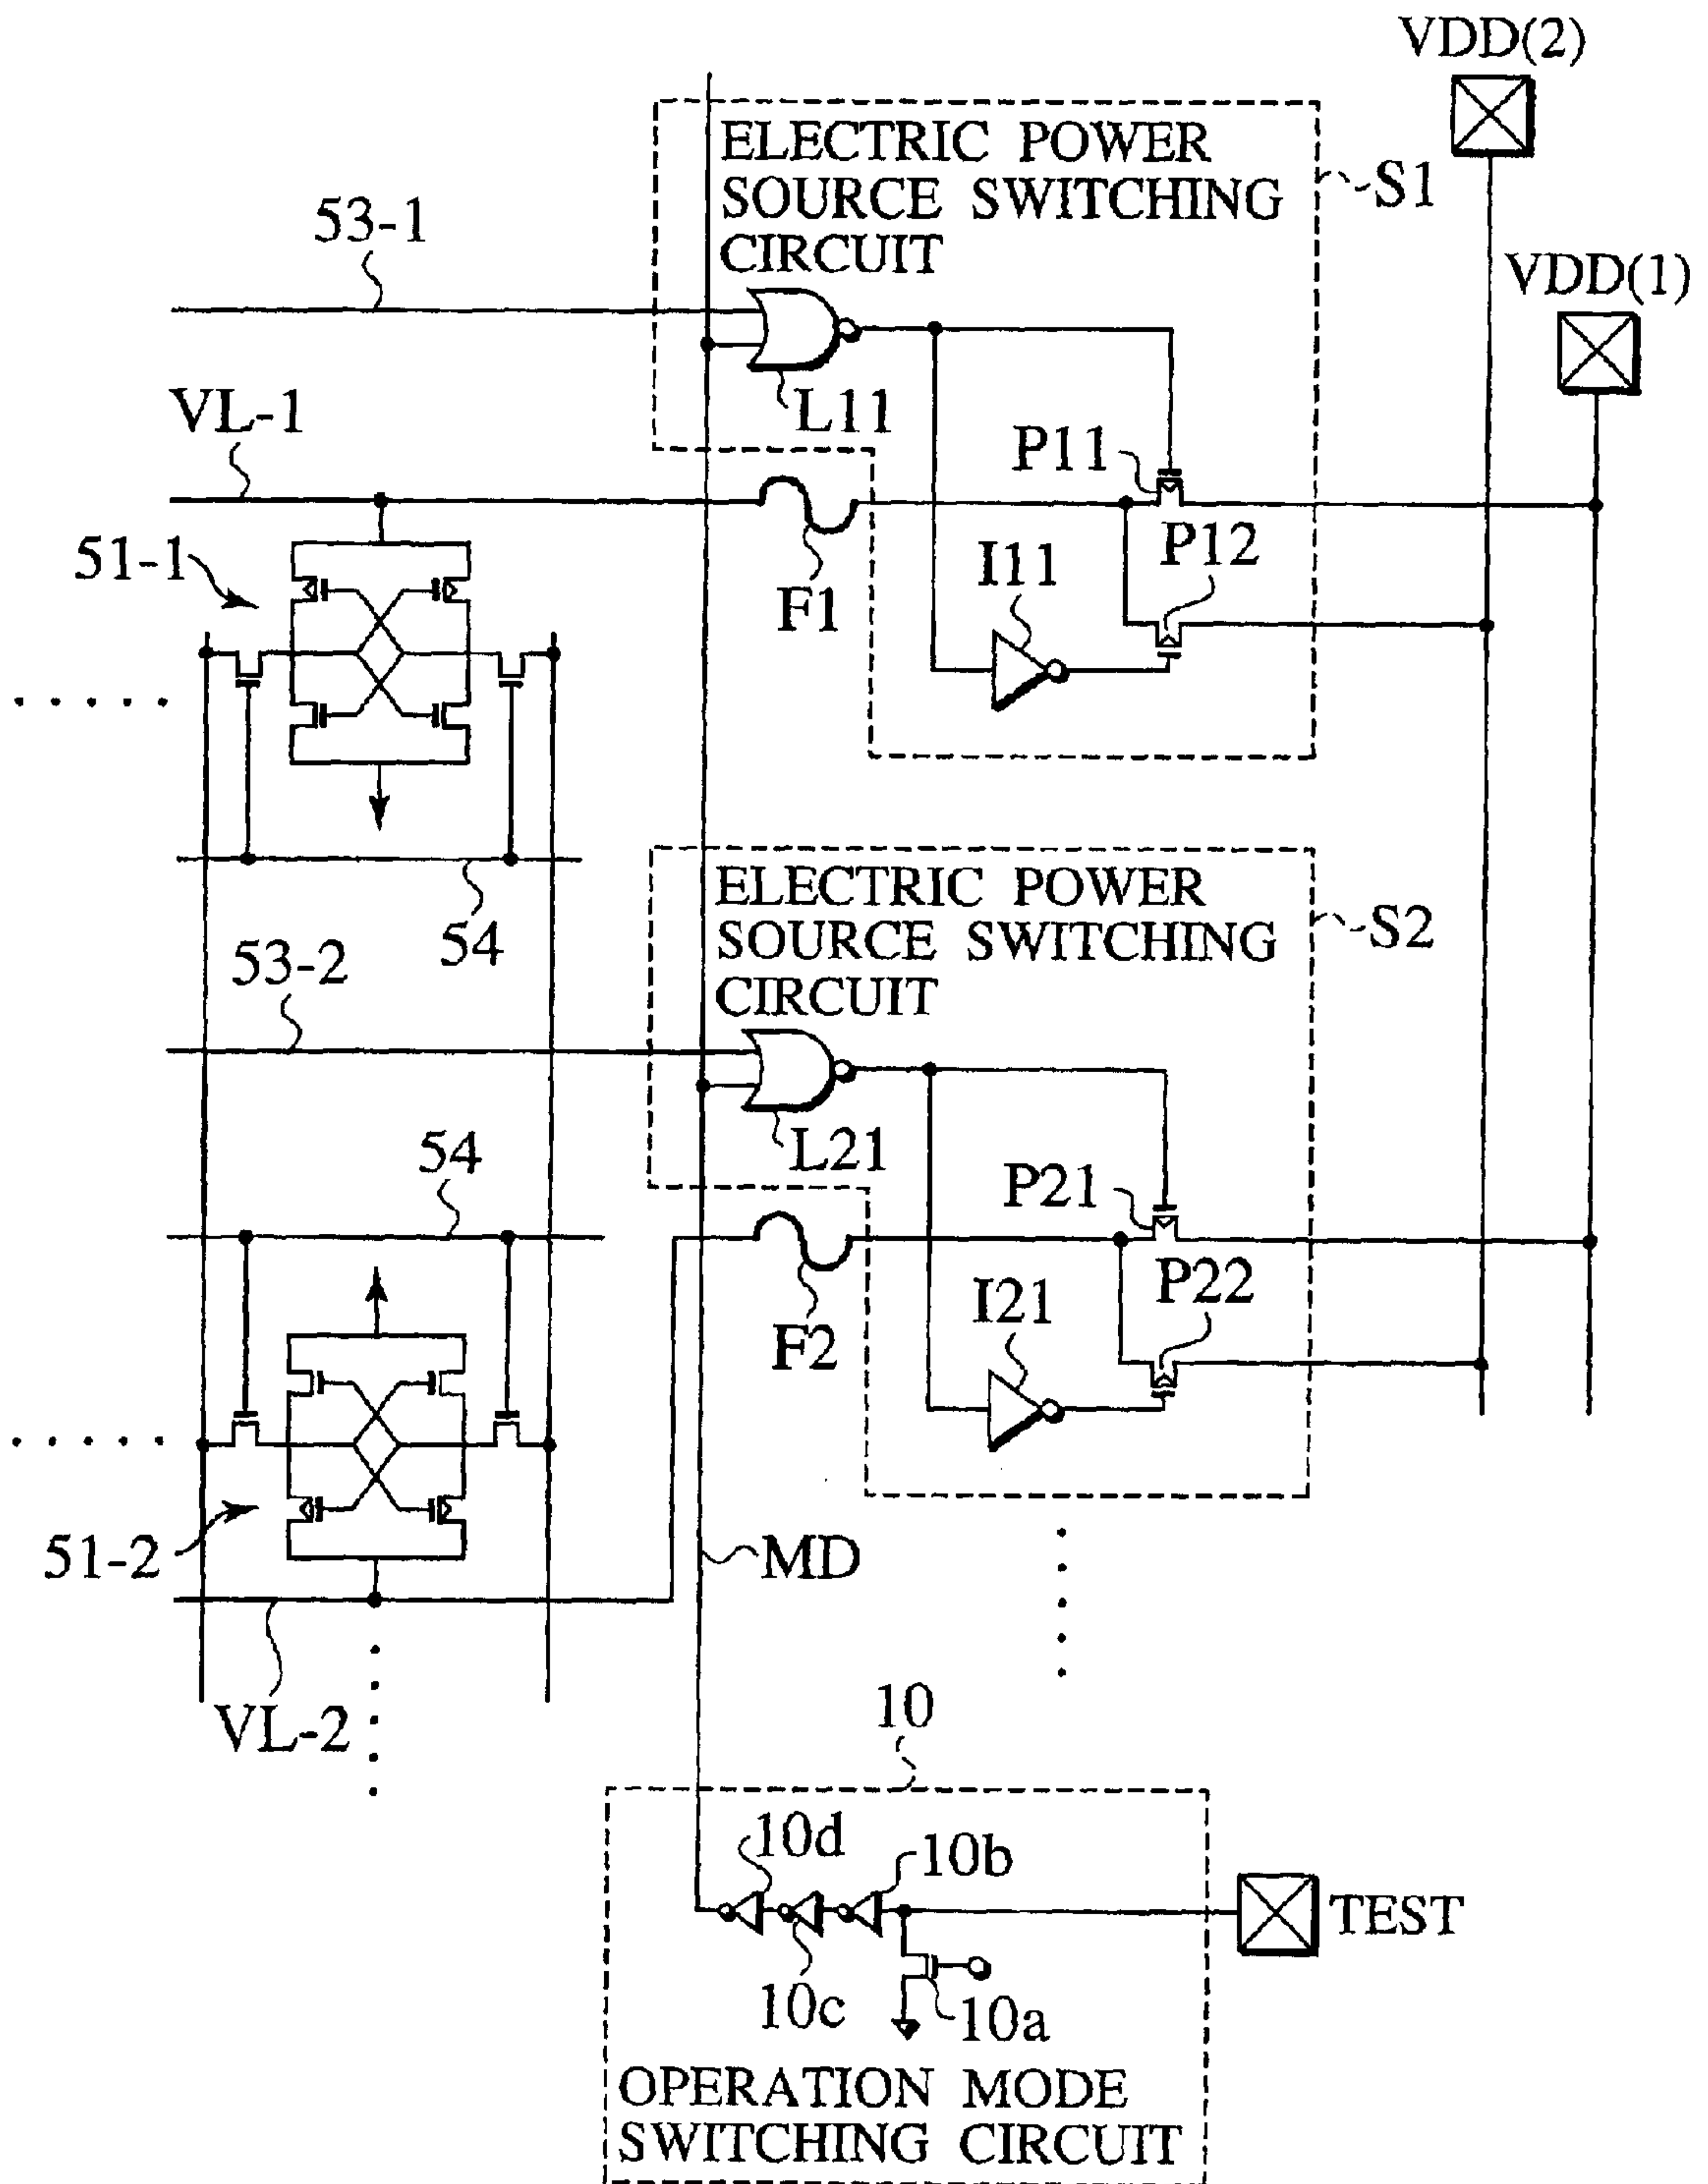 VDD(2)
ELECTRIC POWER
SOURCE SWITCHING
CIRCUIT
S1
53-1
VDD(1)
L11
VL-1
P11
P12
51-1
I11
F1
ELECTRIC POWER
SOURCE SWITCHING
CIRCUIT
S2
54
53-2
L21
54
P21
P22
I21
F2
51-2
MD
VL-2
10
10d
10b
TEST
10c
10a
OPERATION MODE
SWITCHING CIRCUIT